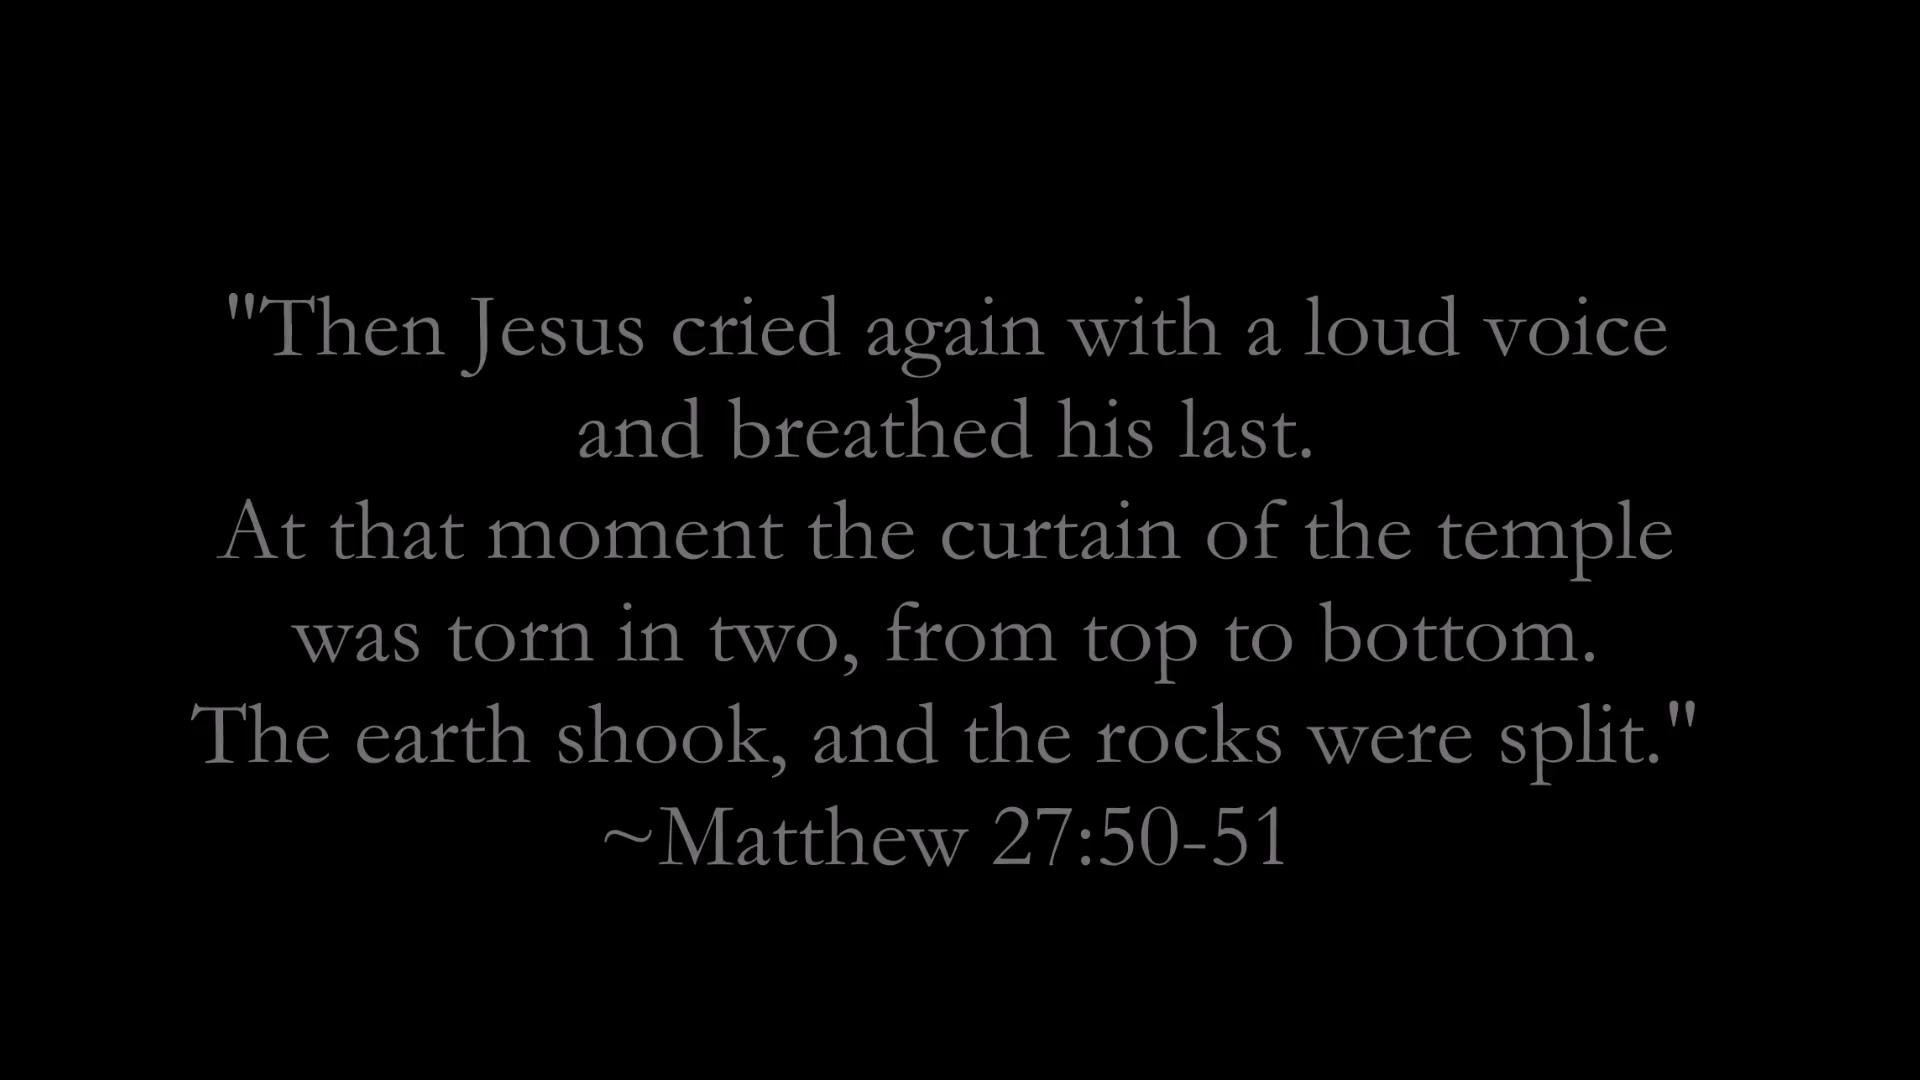 "Then Jesus cried again with a loud voice
and breathed his last.
At that moment the curtain of the temple
was torn in two, from top to bottom.
The earth shook, and the rocks were split."
~Matthew 27:50-51